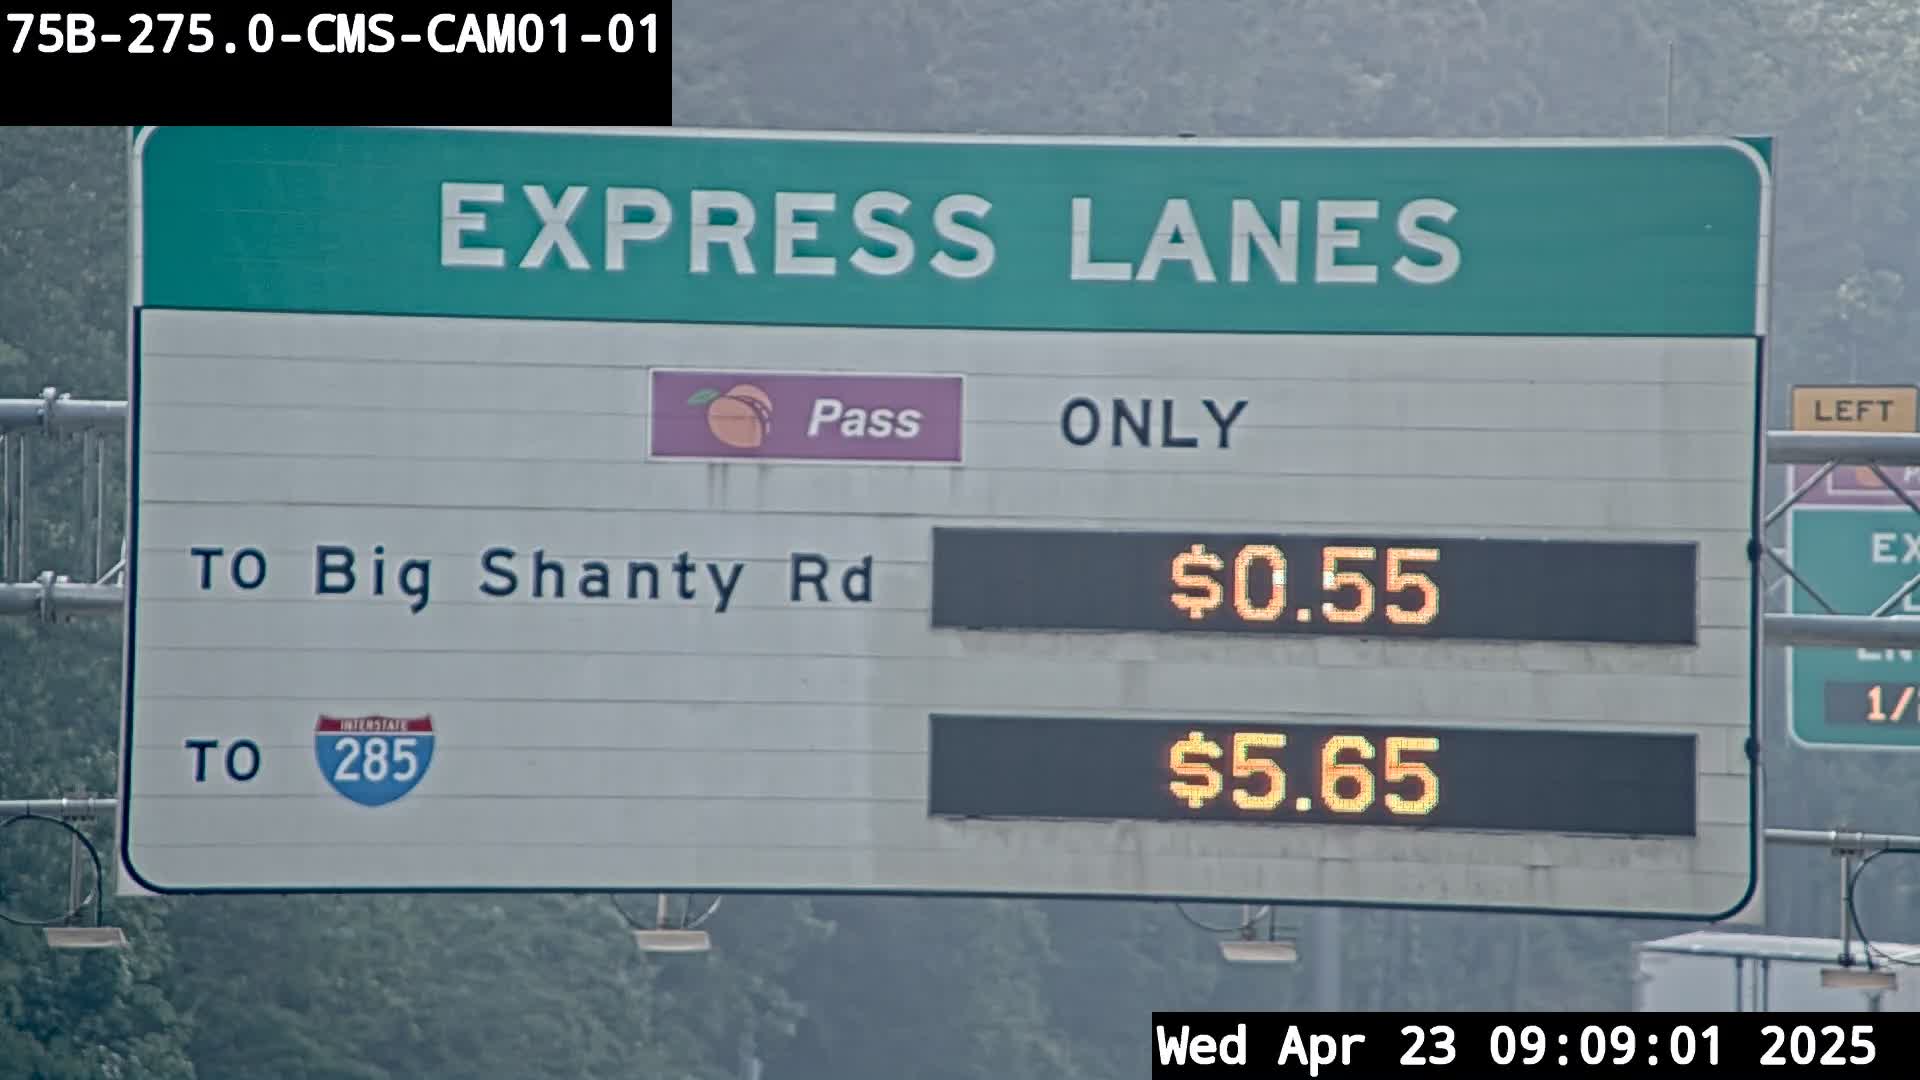 75B-275.0-CMS-CAM01-01
EXPRESS LANES
Pass ONLY
TO Big Shanty Rd $0.55
TO INTERSTATE 285 $5.65
LEFT
1/
Wed Apr 23 09:09:01 2025